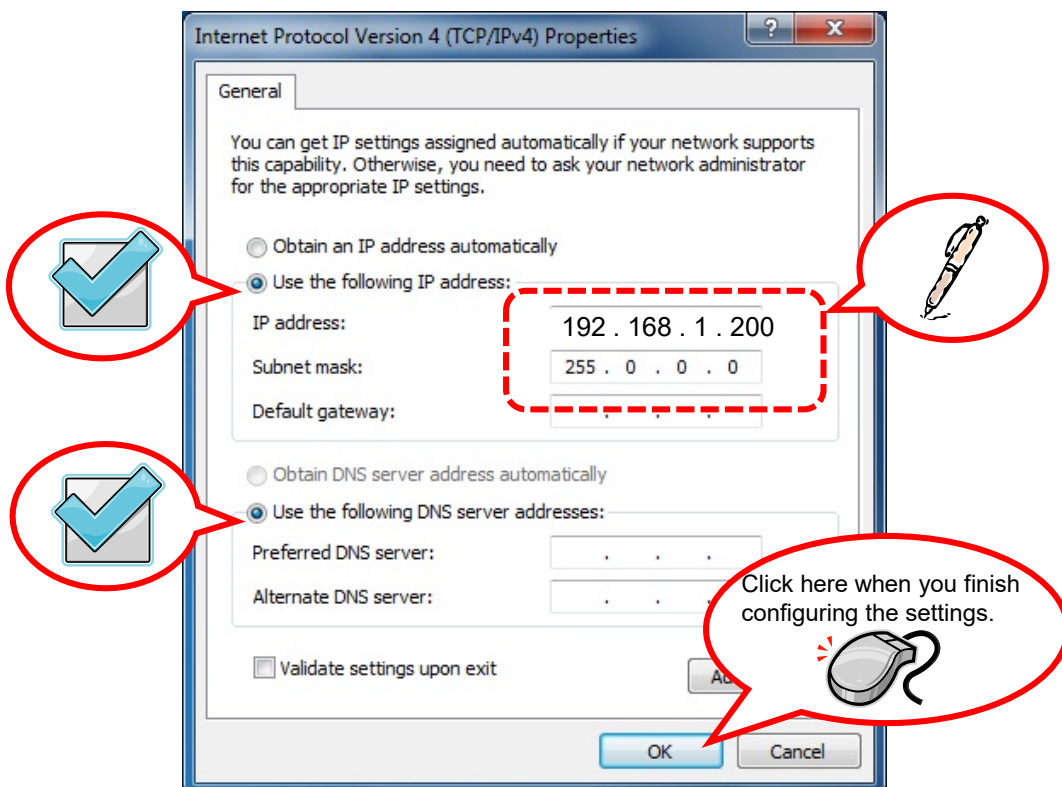 Internet Protocol Version 4 (TCP/IPv4) Properties
?
X
General
You can get IP settings assigned automatically if your network supports
this capability. Otherwise, you need to ask your network administrator
for the appropriate IP settings.
Obtain an IP address automatically
Use the following IP address:
IP address: 192 . 168 . 1 . 200
Subnet mask: 255 . 0 . 0 . 0
Default gateway: . . .
Obtain DNS server address automatically
Use the following DNS server addresses:
Preferred DNS server: . . .
Alternate DNS server: . .
Click here when you finish
configuring the settings.
Validate settings upon exit
OK Cancel